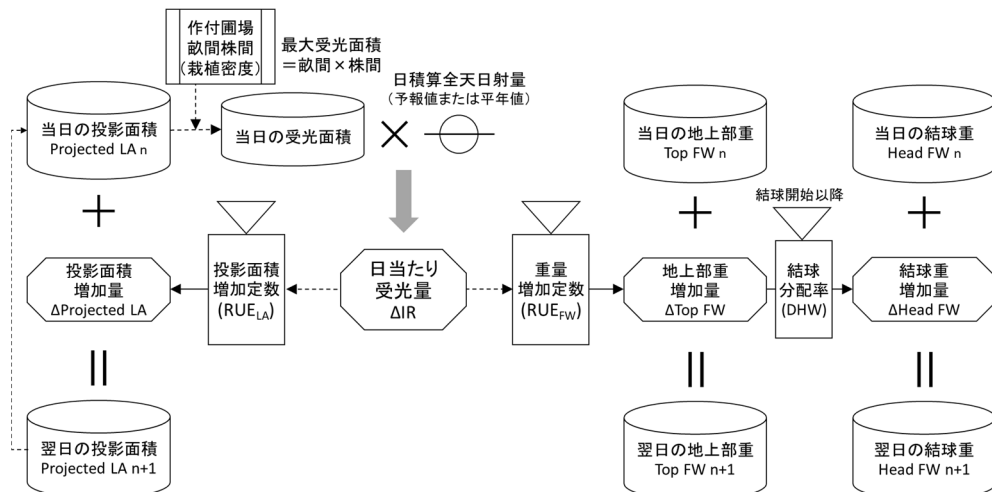 作付圃場
畝間株間
(栽植密度)
最大受光面積
＝畝間×株間
日積算全天日射量
（予報値または平年値）
当日の投影面積
Projected LA n
当日の受光面積
当日の地上部重
Top FW n
当日の結球重
Head FW n
結球開始以降
投影面積
増加量
ΔProjected LA
投影面積
増加定数
(RUELA)
日当たり
受光量
ΔIR
重量
増加定数
(RUEFW)
地上部重
増加量
ΔTop FW
結球
分配率
(DHW)
結球重
増加量
ΔHead FW
翌日の投影面積
Projected LA n+1
翌日の地上部重
Top FW n+1
翌日の結球重
Head FW n+1